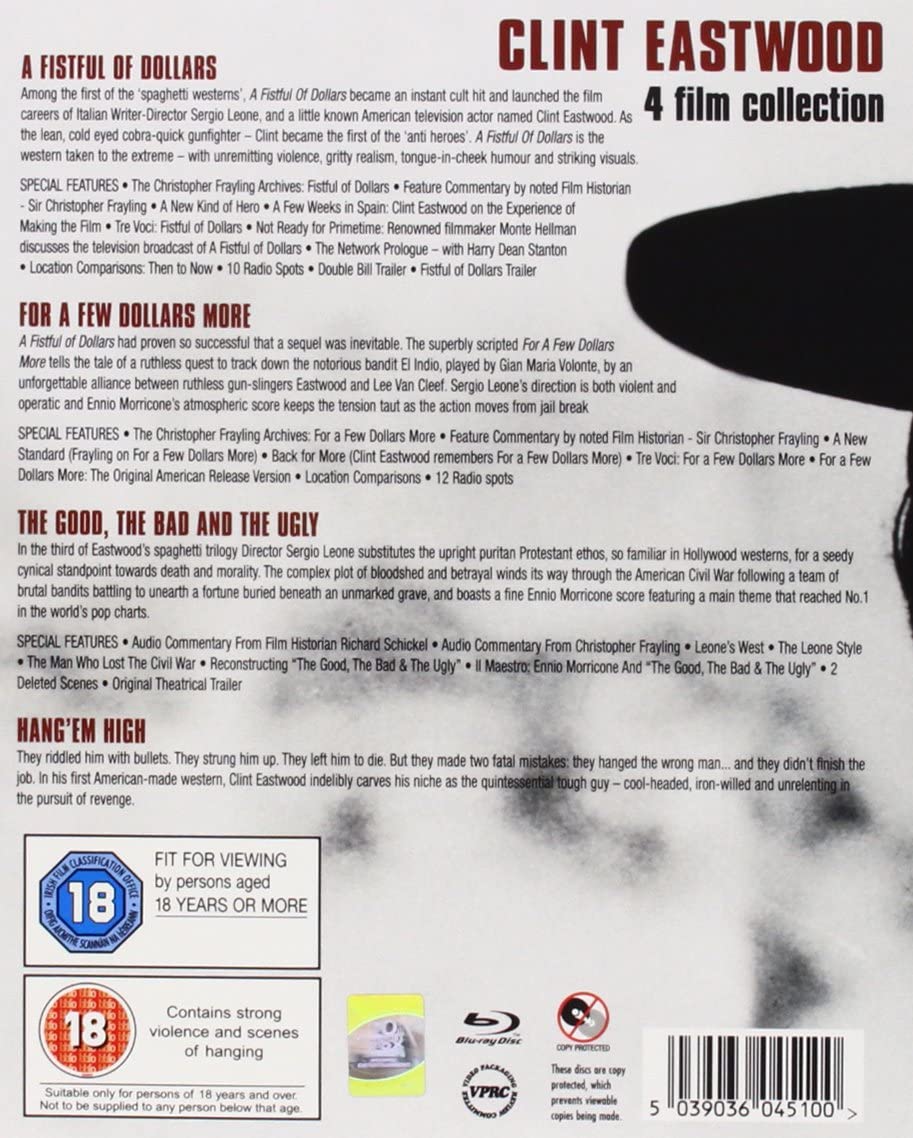 CLINT EASTWOOD
4 film collection
A FISTFUL OF DOLLARS
Among the first of the 'spaghetti westerns', A Fistful Of Dollars became an instant cult hit and launched the film
careers of Italian Writer-Director Sergio Leone, and a little known American television actor named Clint Eastwood. As
the lean, cold eyed cobra-quick gunfighter – Clint became the first of the 'anti heroes'. A Fistful Of Dollars is the
western taken to the extreme – with unremitting violence, gritty realism, tongue-in-cheek humour and striking visuals.
SPECIAL FEATURES • The Christopher Frayling Archives: Fistful of Dollars • Feature Commentary by noted Film Historian
- Sir Christopher Frayling • A New Kind of Hero • A Few Weeks in Spain: Clint Eastwood on the Experience of
Making the Film • Tre Voci: Fistful of Dollars • Not Ready for Primetime: Renowned filmmaker Monte Hellman
discusses the television broadcast of A Fistful of Dollars • The Network Prologue – with Harry Dean Stanton
• Location Comparisons: Then to Now • 10 Radio Spots • Double Bill Trailer • Fistful of Dollars Trailer
FOR A FEW DOLLARS MORE
A Fistful of Dollars had proven so successful that a sequel was inevitable. The superbly scripted For A Few Dollars
More tells the tale of a ruthless quest to track down the notorious bandit El Indio, played by Gian Maria Volonte, by an
unforgettable alliance between ruthless gun-slingers Eastwood and Lee Van Cleef. Sergio Leone's direction is both violent and
operatic and Ennio Morricone's atmospheric score keeps the tension taut as the action moves from jail break
SPECIAL FEATURES • The Christopher Frayling Archives: For a Few Dollars More • Feature Commentary by noted Film Historian - Sir Christopher Frayling • A New
Standard (Frayling on For a Few Dollars More) • Back for More (Clint Eastwood remembers For a Few Dollars More) • Tre Voci: For a Few Dollars More • For a Few
Dollars More: The Original American Release Version • Location Comparisons • 12 Radio spots
THE GOOD, THE BAD AND THE UGLY
In the third of Eastwood's spaghetti trilogy Director Sergio Leone substitutes the upright puritan Protestant ethos, so familiar in Hollywood westerns, for a seedy
cynical standpoint towards death and morality. The complex plot of bloodshed and betrayal winds its way through the American Civil War following a team of
brutal bandits battling to unearth a fortune buried beneath an unmarked grave, and boasts a fine Ennio Morricone score featuring a main theme that reached No.1
in the world's pop charts.
SPECIAL FEATURES • Audio Commentary From Film Historian Richard Schickel • Audio Commentary From Christopher Frayling • Leone's West • The Leone Style
• The Man Who Lost The Civil War • Reconstructing "The Good, The Bad & The Ugly" • Il Maestro: Ennio Morricone And "The Good, The Bad & The Ugly" • 2
Deleted Scenes • Original Theatrical Trailer
HANG'EM HIGH
They riddled him with bullets. They strung him up. They left him to die. But they made two fatal mistakes: they hanged the wrong man... and they didn't finish the
job. In his first American-made western, Clint Eastwood indelibly carves his niche as the quintessential tough guy – cool-headed, iron-willed and unrelenting in
the pursuit of revenge.
IRISH FILM CLASSIFICATION OFFICE
18
FIT FOR VIEWING
by persons aged
18 YEARS OR MORE
18
Contains strong
violence and scenes
of hanging
Suitable only for persons of 18 years and over.
Not to be supplied to any person below that age.
Blu-ray Disc
VIDEO PACKAGING
VPRC
REVIEW COMMITTEE
COPY PROTECTED
These discs are copy
protected, which
prevents viewable
copies being made.
5 039036 045100 >